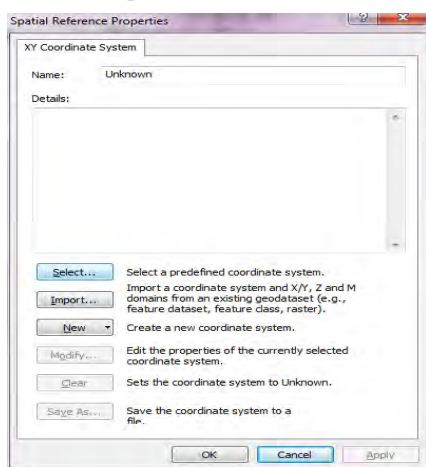 Spatial Reference Properties
XY Coordinate System
Name: Unknown
Details:
Select... Select a predefined coordinate system.
Import... Import a coordinate system and X/Y, Z and M
domains from an existing geodataset (e.g.,
feature dataset, feature class, raster).
New Create a new coordinate system.
Modify... Edit the properties of the currently selected
coordinate system.
Clear Sets the coordinate system to Unknown.
Save As... Save the coordinate system to a
file.
OK Cancel Apply